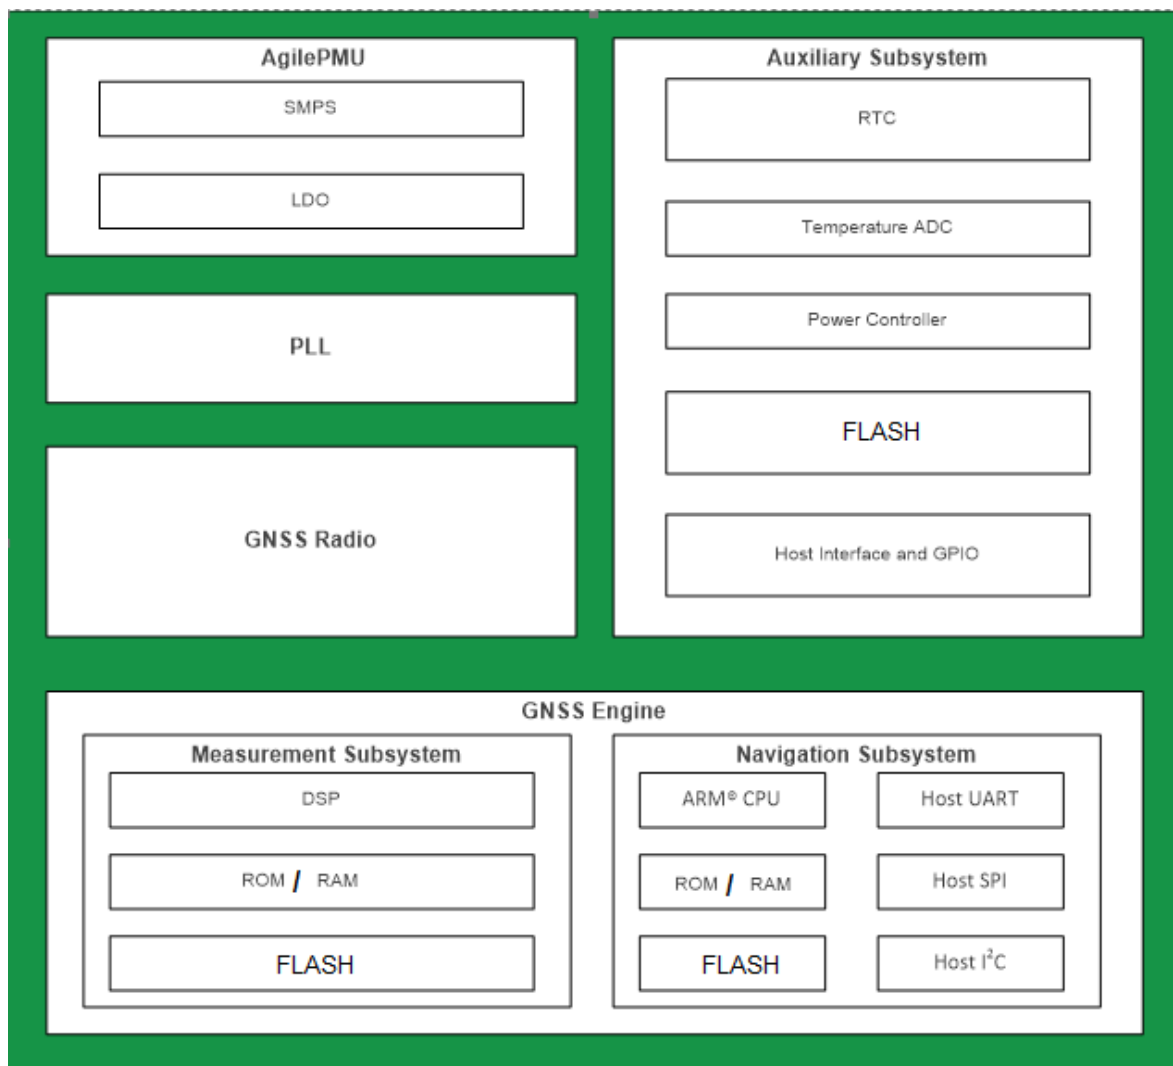 AgilePMU
SMPS
LDO
PLL
GNSS Radio
Auxiliary Subsystem
RTC
Temperature ADC
Power Controller
FLASH
Host Interface and GPIO
GNSS Engine
Measurement Subsystem
DSP
ROM / RAM
FLASH
Navigation Subsystem
ARM® CPU
ROM / RAM
FLASH
Host UART
Host SPI
Host I²C